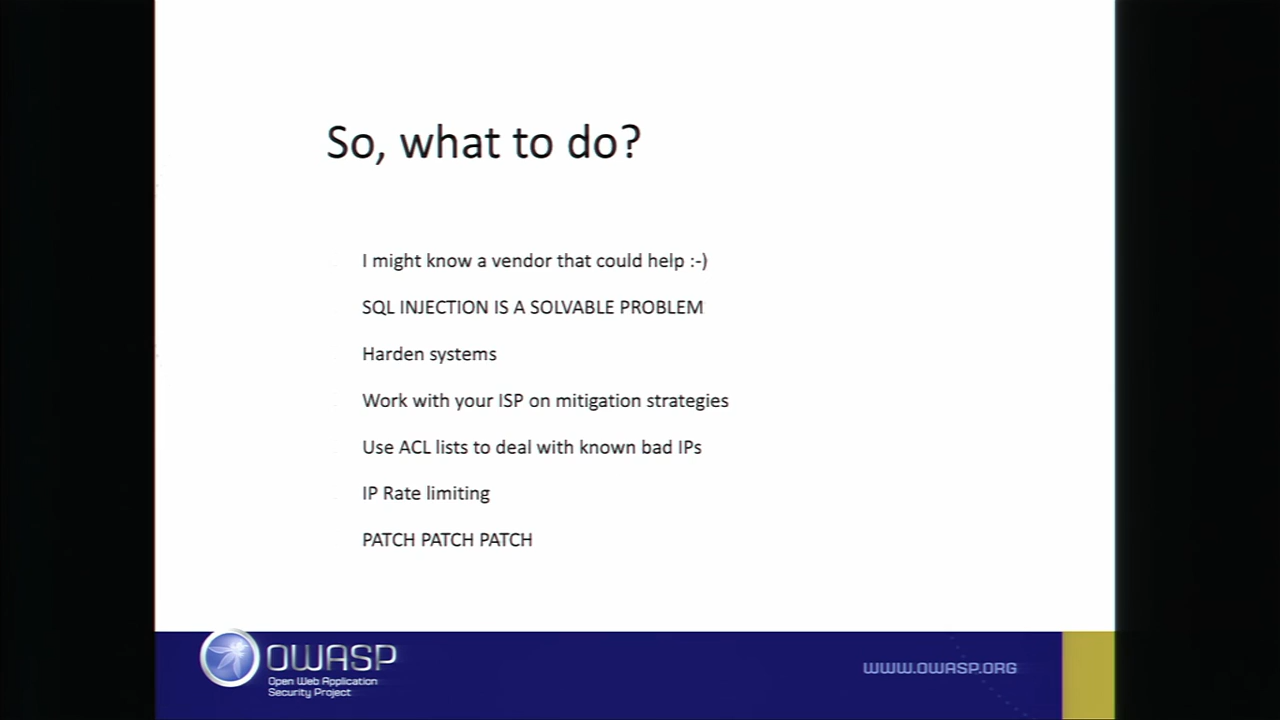 So, what to do?
I might know a vendor that could help :-)
SQL INJECTION IS A SOLVABLE PROBLEM
Harden systems
Work with your ISP on mitigation strategies
Use ACL lists to deal with known bad IPs
IP Rate limiting
PATCH PATCH PATCH
OWASP
Open Web Application
Security Project
WWW.OWASP.ORG